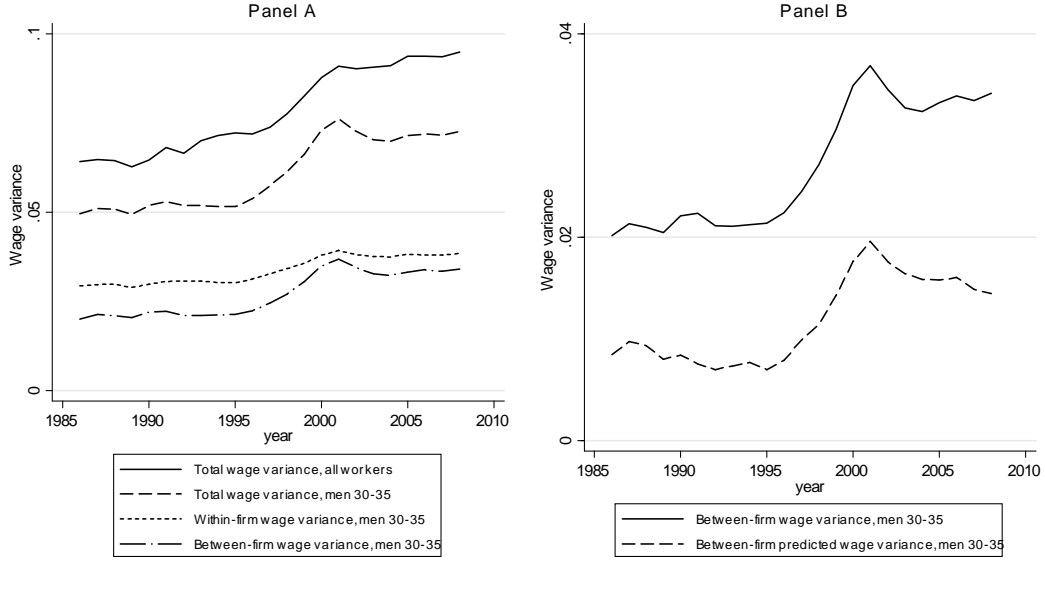 Panel A
.1
.05
0
Wage variance
1985 1990 1995 2000 2005 2010
year
Total wage variance, all workers
Total wage variance, men 30-35
Within-firm wage variance, men 30-35
Between-firm wage variance, men 30-35
Panel B
.04
.02
0
Wage variance
1985 1990 1995 2000 2005 2010
year
Between-firm wage variance, men 30-35
Between-firm predicted wage variance, men 30-35